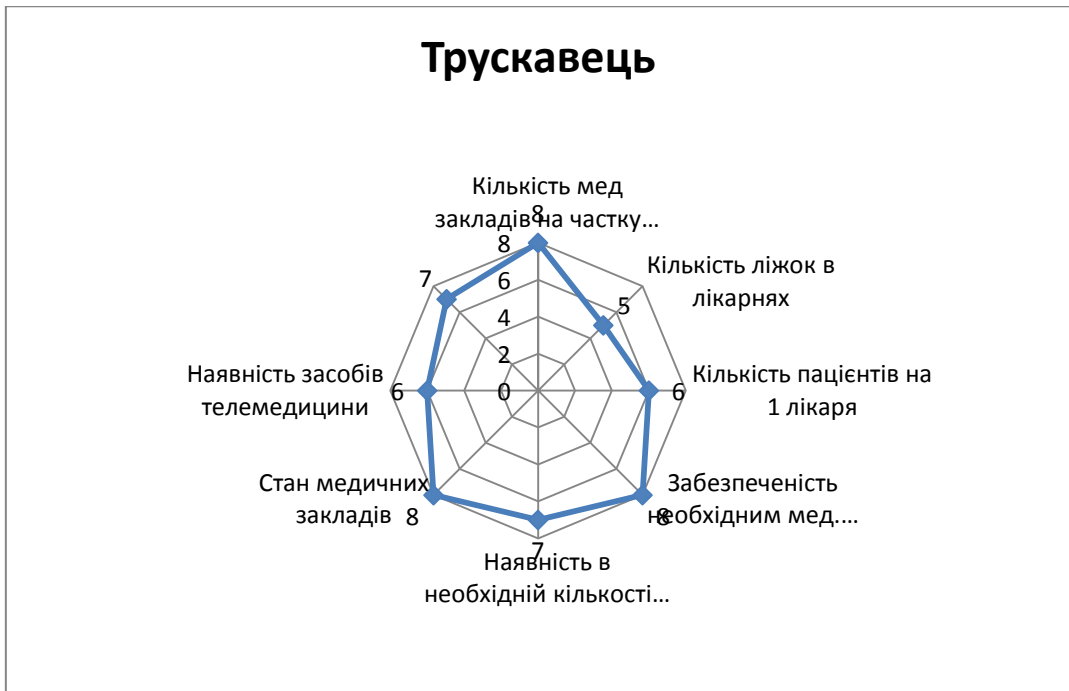 Трускавець
Кількість мед
закладів на частку...
8
Кількість ліжок в
лікарнях
5
Кількість пацієнтів на
1 лікаря
6
Забезпеченість
необхідним мед....
8
7
Наявність в
необхідній кількості...
Стан медичних
закладів
8
Наявність засобів
телемедицини
6
7
8
6
4
2
0